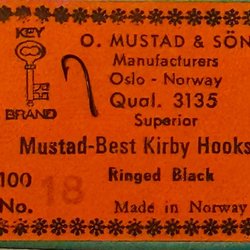 KEY
BRAND
O. MUSTAD & SÖN
Manufacturers
Oslo - Norway
Qual. 3135
Superior
Mustad-Best Kirby Hooks
100 Ringed Black
No. 18
Made in Norway